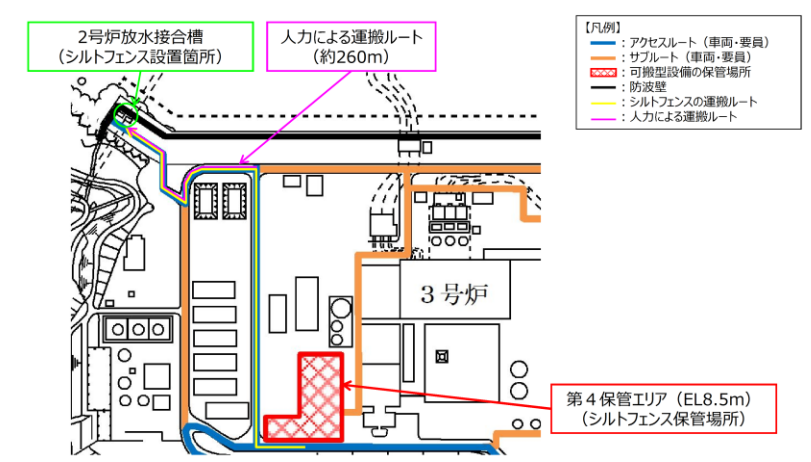 2号炉放水接合槽
（シルトフェンス設置箇所）
人力による運搬ルート
（約260m）
【凡例】
：アクセスルート（車両・要員）
：サブルート（車両・要員）
：可搬型設備の保管場所
：防波壁
：シルトフェンスの運搬ルート
：人力による運搬ルート
３号炉
第４保管エリア（EL8.5m）
（シルトフェンス保管場所）